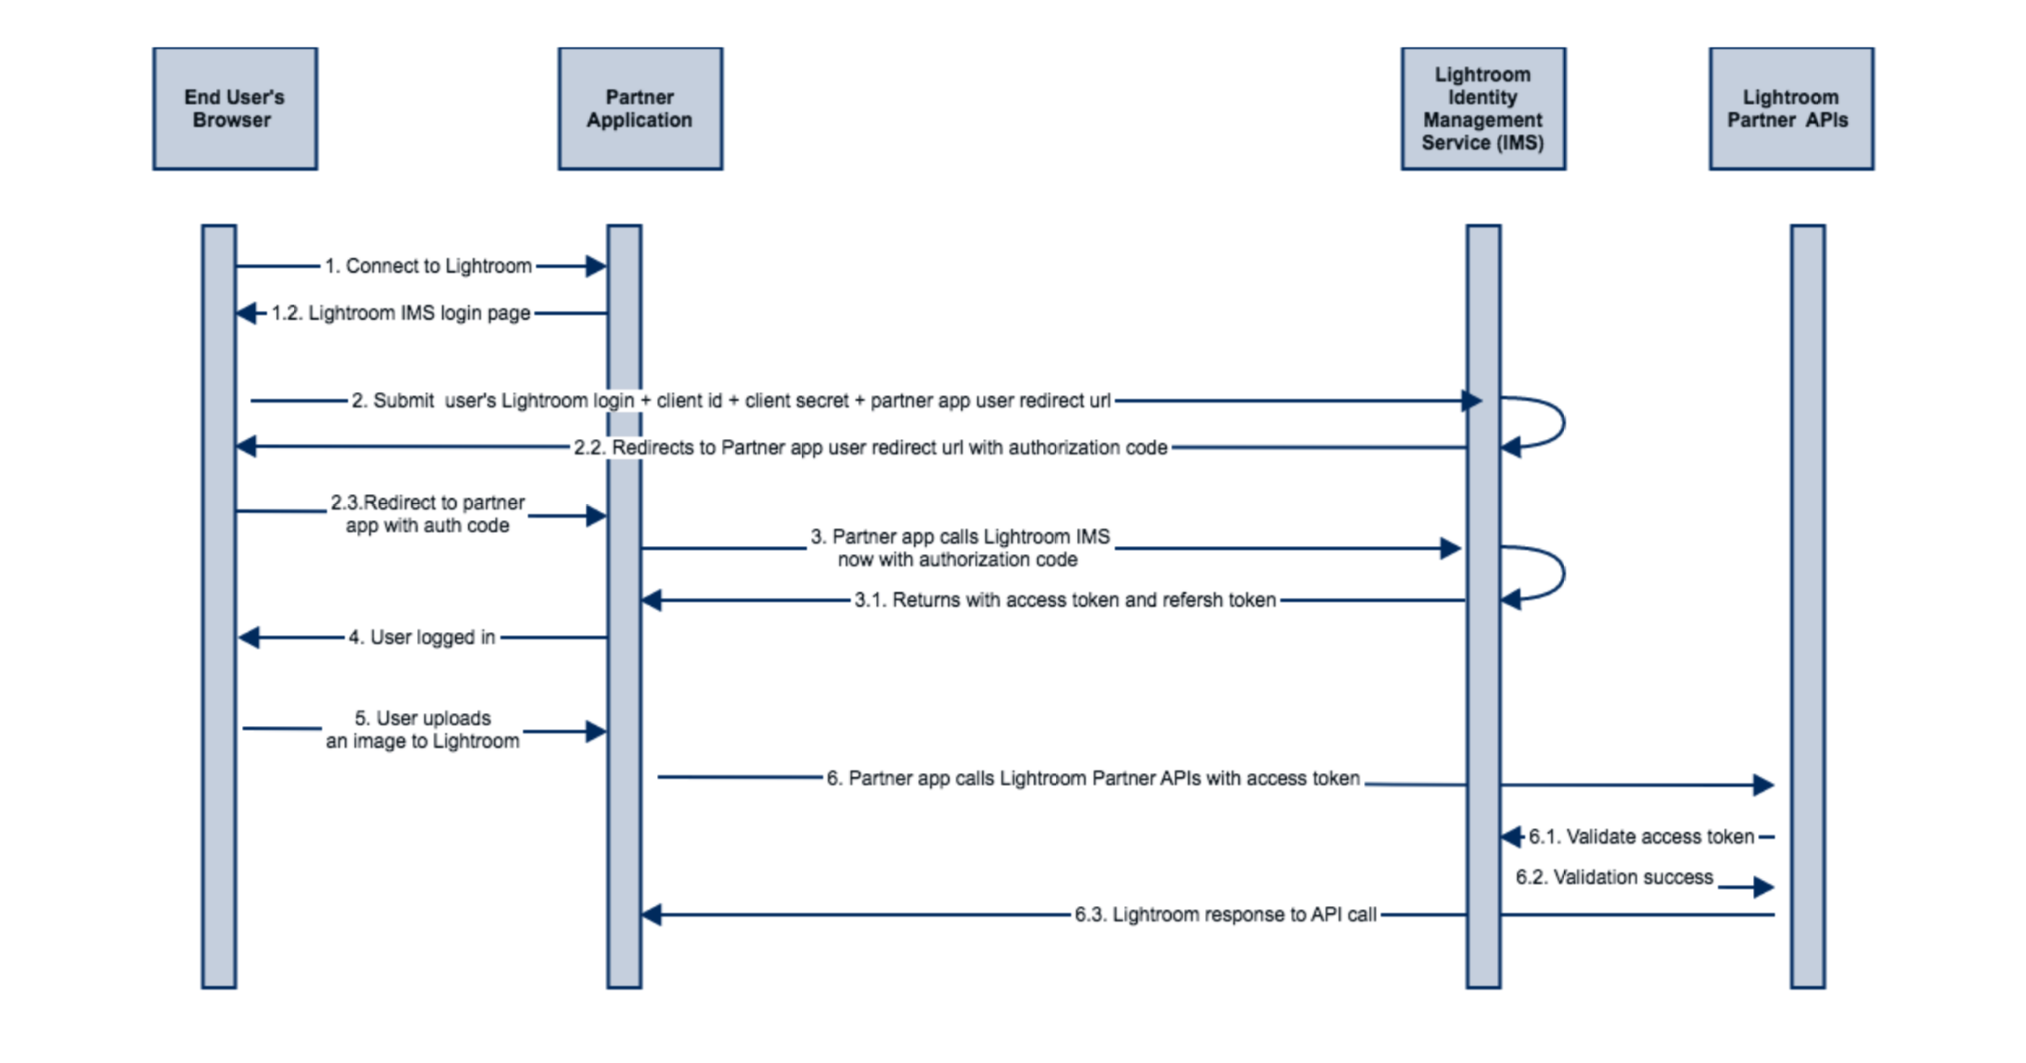 End User's
Browser
Partner
Application
Lightroom
Identity
Management
Service (IMS)
Lightroom
Partner APIs
1. Connect to Lightroom
1.2. Lightroom IMS login page
2. Submit user's Lightroom login + client id + client secret + partner app user redirect url
2.2. Redirects to Partner app user redirect url with authorization code
2.3.Redirect to partner
app with auth code
3. Partner app calls Lightroom IMS
now with authorization code
3.1. Returns with access token and refersh token
4. User logged in
5. User uploads
an image to Lightroom
6. Partner app calls Lightroom Partner APIs with access token
6.1. Validate access token
6.2. Validation success
6.3. Lightroom response to API call